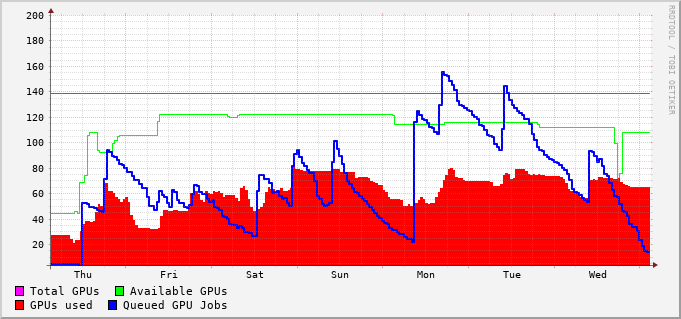 200
180
160
140
120
100
80
60
40
20
Thu Fri Sat Sun Mon Tue Wed
RRDTOOL / TOBI OETIKER
Total GPUs Available GPUs
GPUs used Queued GPU Jobs